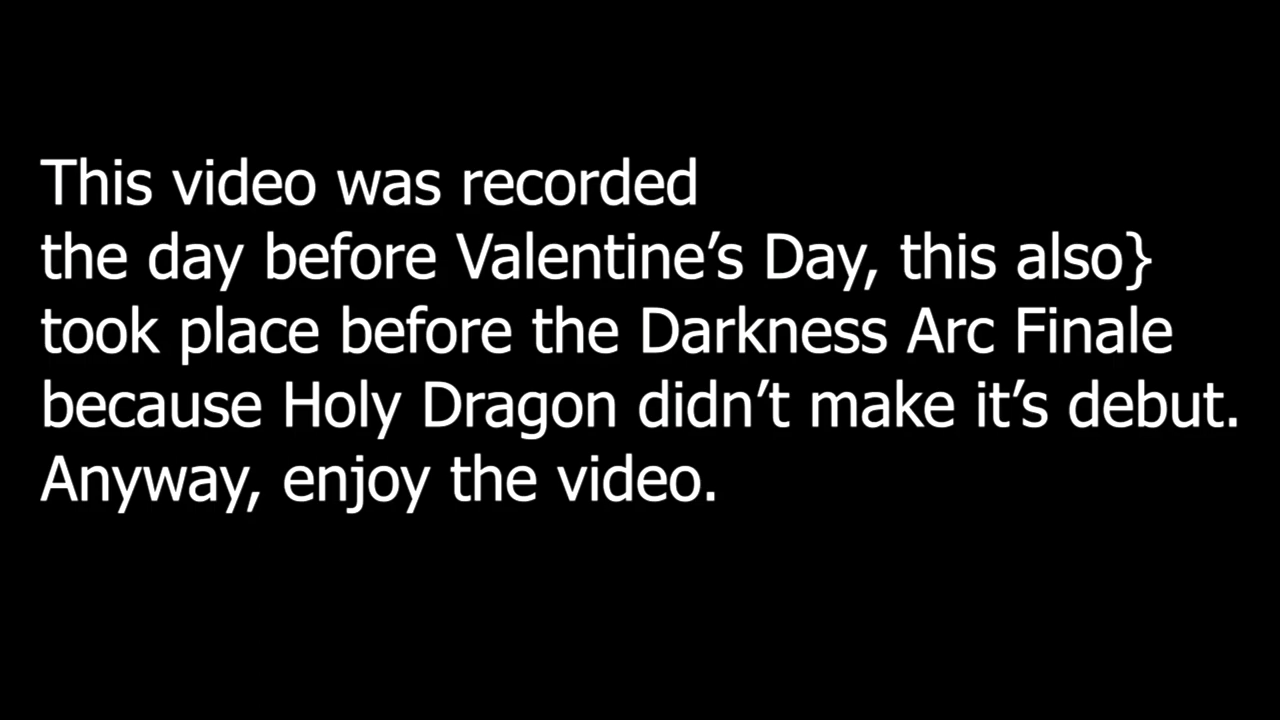 This video was recorded
the day before Valentine’s Day, this also}
took place before the Darkness Arc Finale
because Holy Dragon didn’t make it’s debut.
Anyway, enjoy the video.